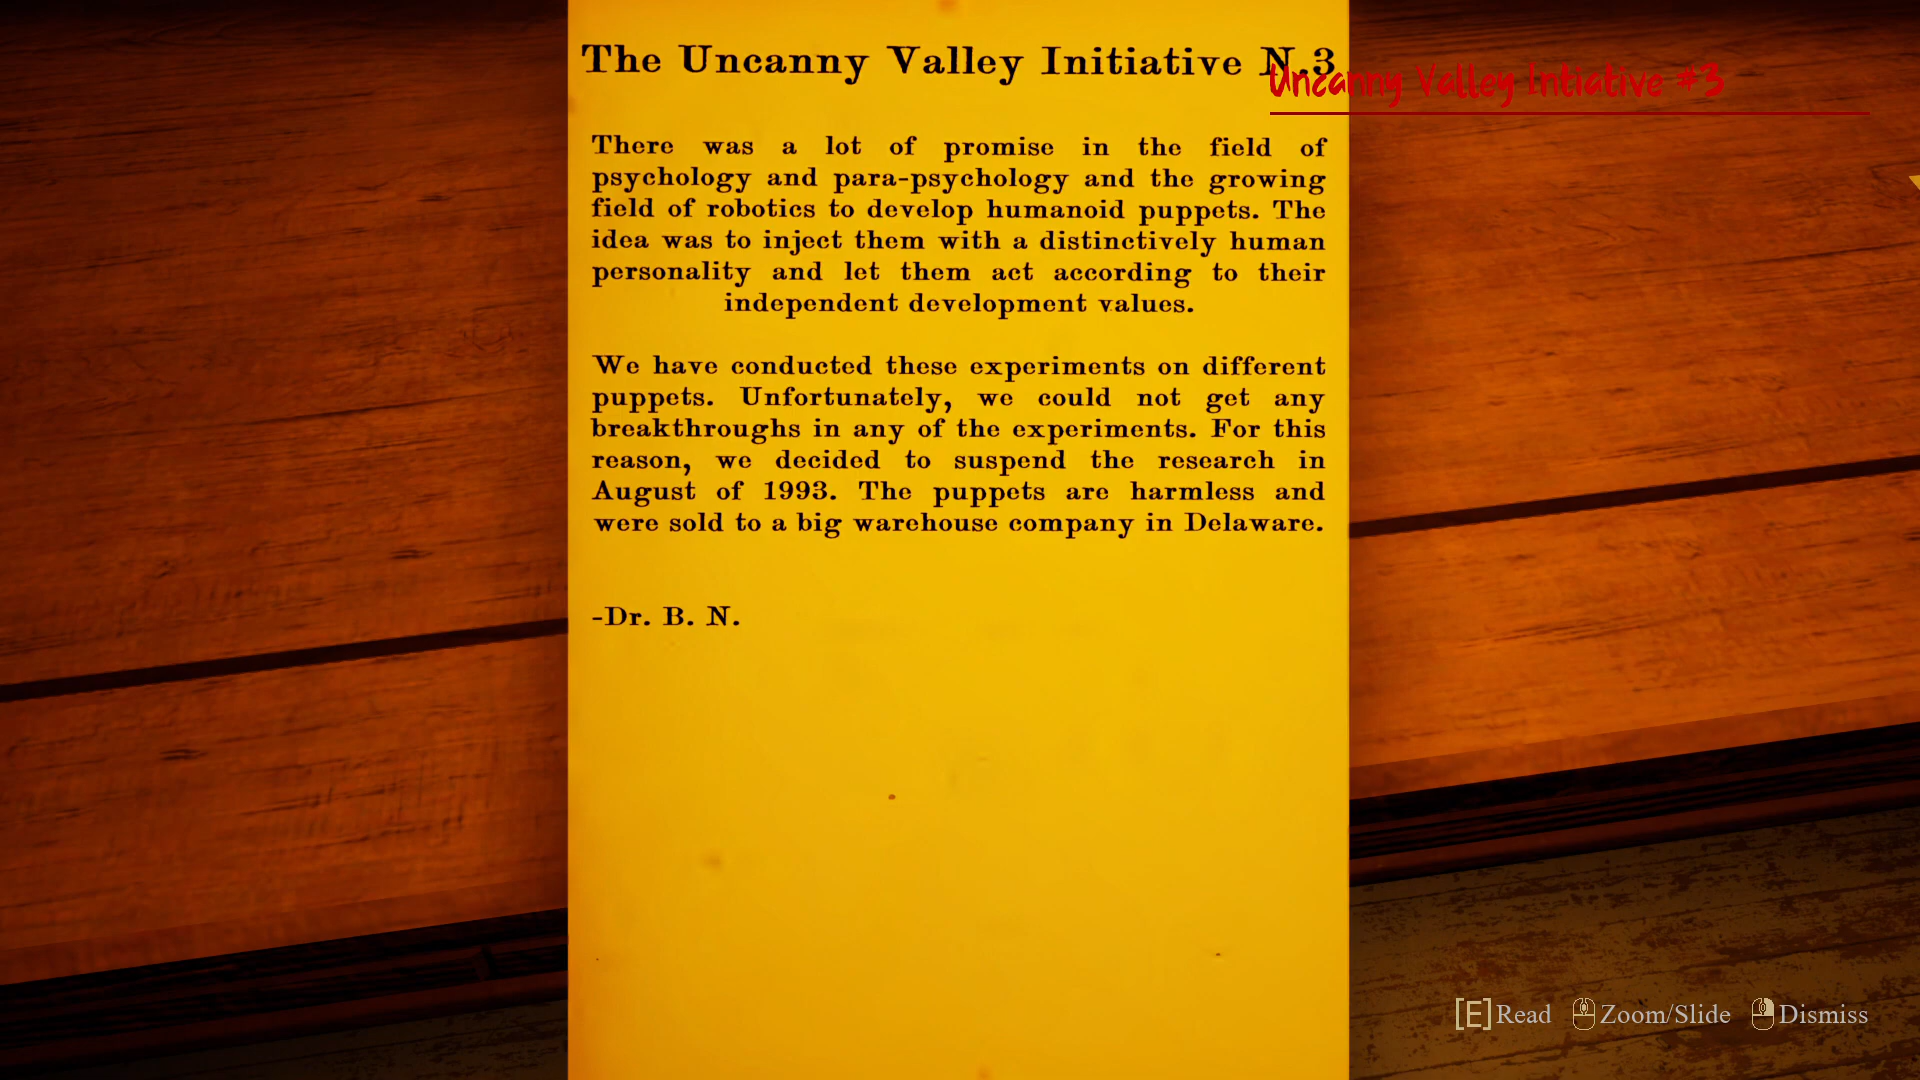 The Uncanny Valley Initiative N.3
Uncanny Valley Intiative #3
There was a lot of promise in the field of
psychology and para-psychology and the growing
field of robotics to develop humanoid puppets. The
idea was to inject them with a distinctively human
personality and let them act according to their
independent development values.
We have conducted these experiments on different
puppets. Unfortunately, we could not get any
breakthroughs in any of the experiments. For this
reason, we decided to suspend the research in
August of 1993. The puppets are harmless and
were sold to a big warehouse company in Delaware.
-Dr. B. N.
[E]Read Zoom/Slide Dismiss